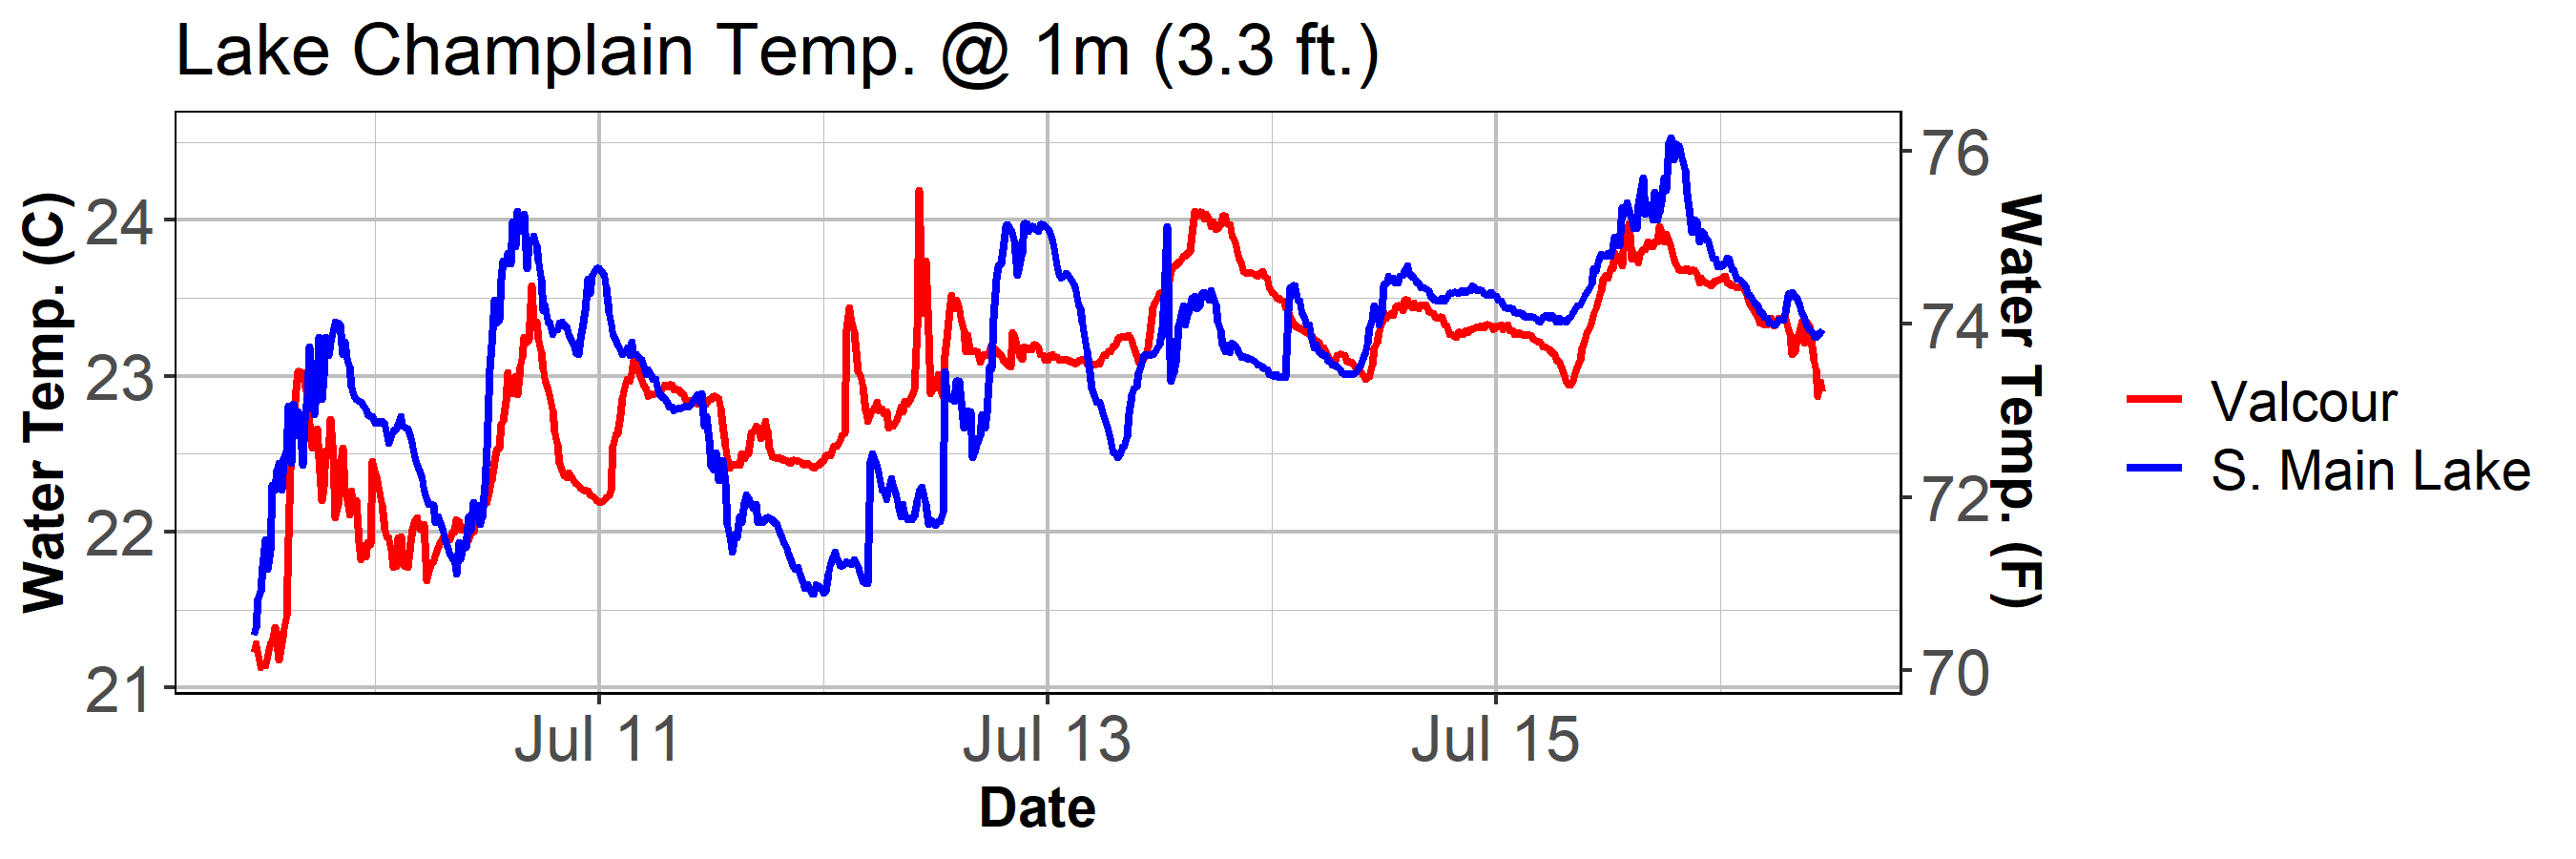 Lake Champlain Temp. @ 1m (3.3 ft.)
Water Temp. (C)
24
23
22
21
76
74
72
70
Water Temp. (F)
Jul 11
Jul 13
Jul 15
Date
Valcour
S. Main Lake